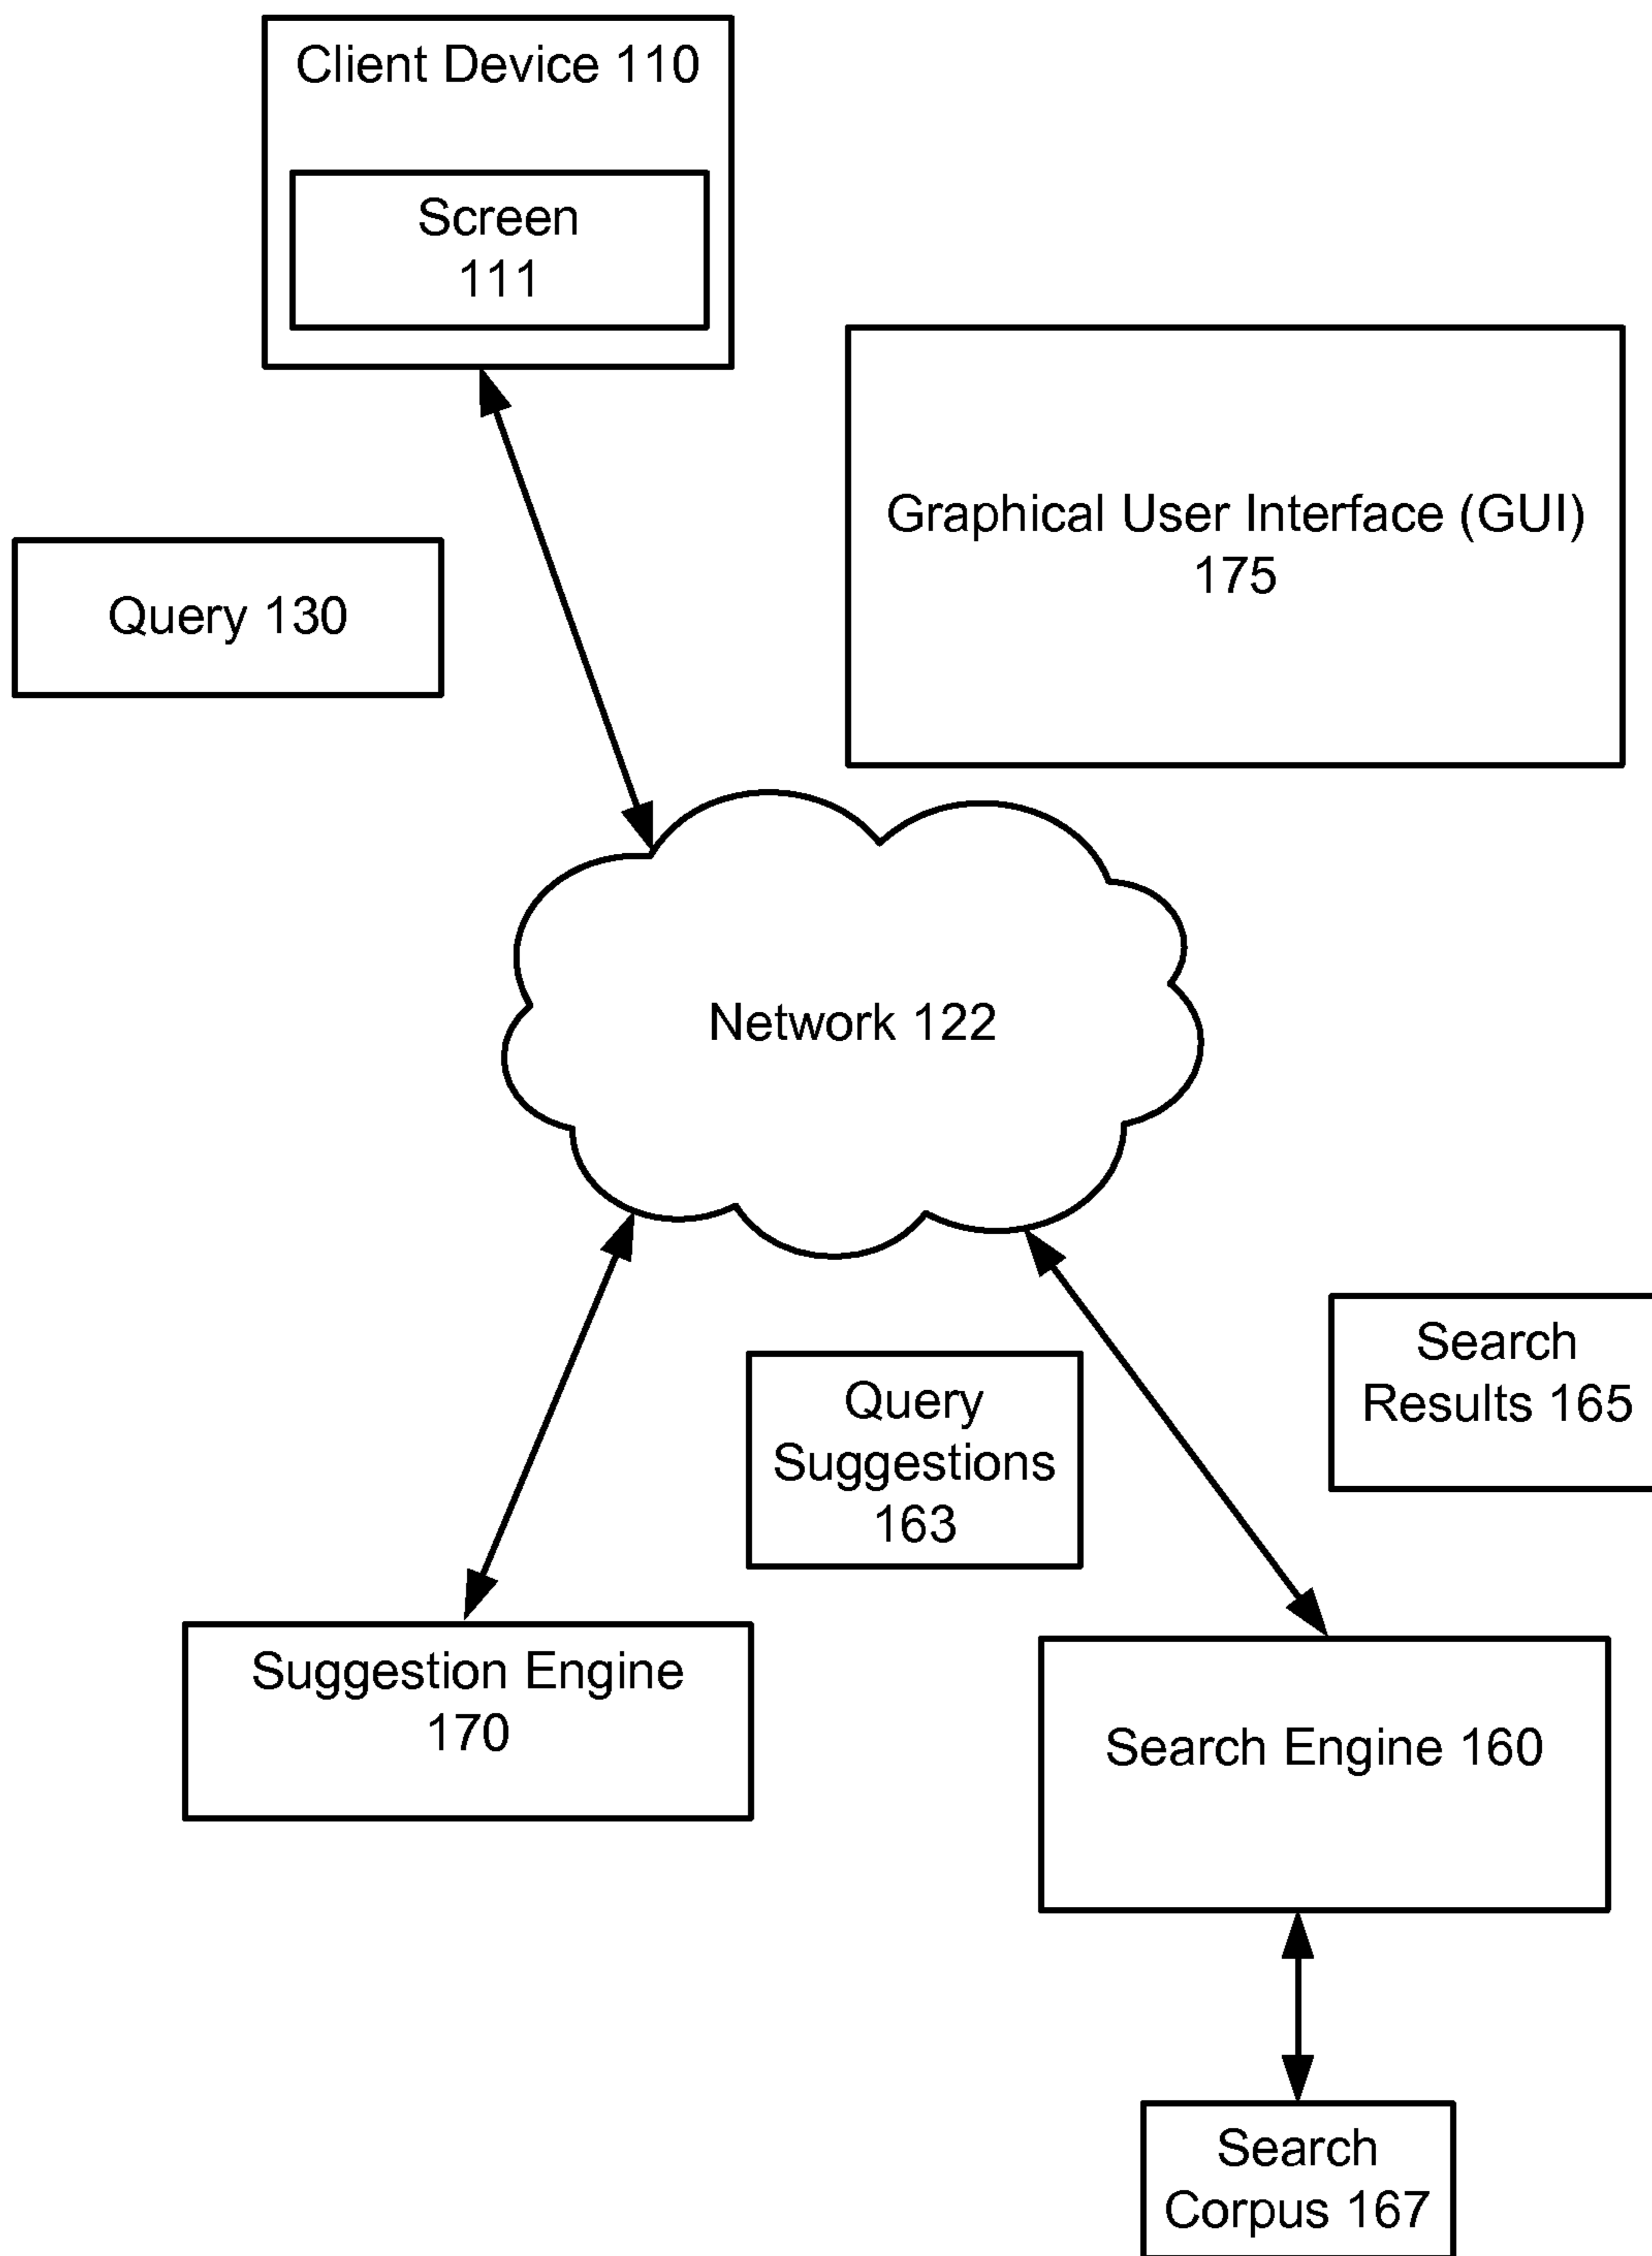 Client Device 110
Screen
111
Graphical User Interface (GUI)
175
Query 130
Network 122
Search
Results 165
Query
Suggestions
163
Suggestion Engine
170
Search Engine 160
Search
Corpus 167